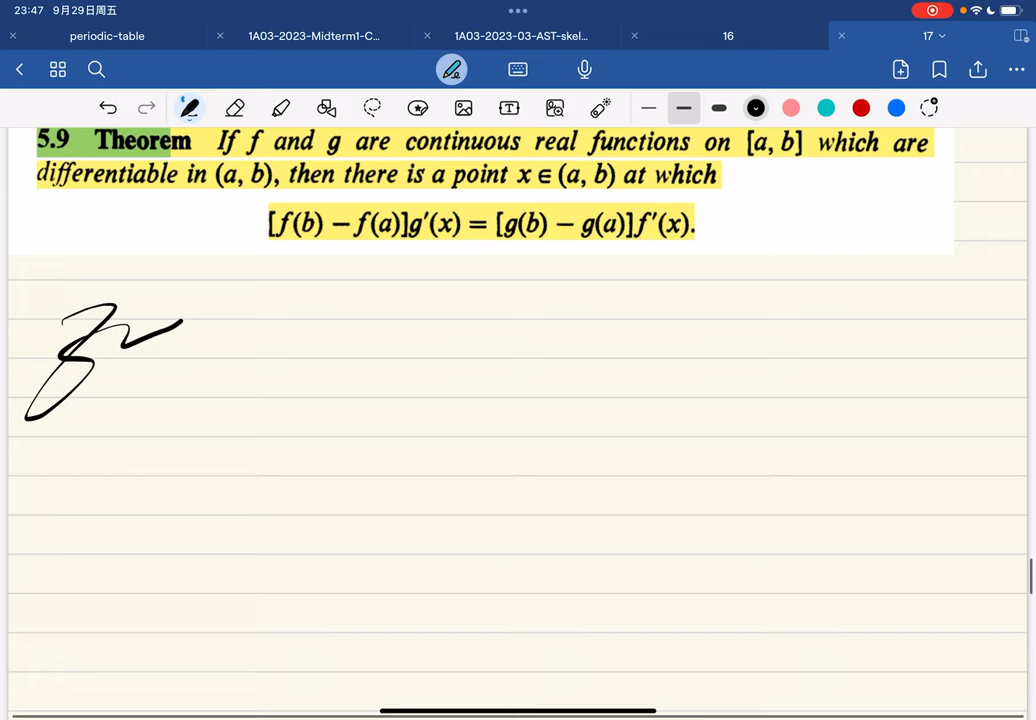 23:47 9月29日周五
periodic-table
1A03-2023-Midterm1-C...
1A03-2023-03-AST-skel...
16
17
5.9 Theorem If f and g are continuous real functions on [a, b] which are
differentiable in (a, b), then there is a point x ∈ (a, b) at which
[f(b) − f(a)]g′(x) = [g(b) − g(a)]f′(x).